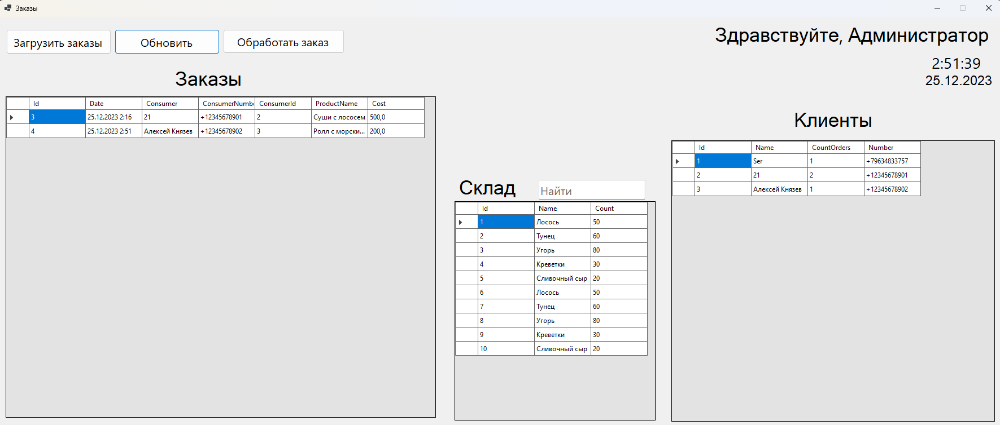 Заказы
Загрузить заказы Обновить Обработать заказ
Здравствуйте, Администратор
2:51:39
25.12.2023
Заказы
Id Date Consumer ConsumerNumb ConsumerId ProductName Cost
3 25.12.2023 2:16 21 +12345678901 2 Суши с лососем 500,0
4 25.12.2023 2:51 Алексей Князев +12345678902 3 Ролл с морски... 200,0
Склад Найти
Id Name Count
1 Лосось 50
2 Тунец 60
3 Угорь 80
4 Креветки 30
5 Сливочный сыр 20
6 Лосось 50
7 Тунец 60
8 Угорь 80
9 Креветки 30
10 Сливочный сыр 20
Клиенты
Id Name CountOrders Number
1 Ser 1 +79634833757
2 21 2 +12345678901
3 Алексей Князев 1 +12345678902